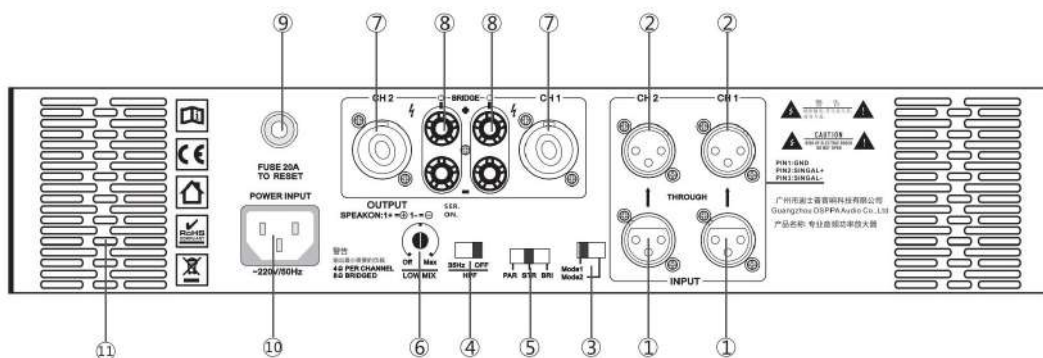 ⑨ ⑦ ⑧ ⑧ ⑦ ② ②
CH 2
BRIDGE
CH 1
CH 2
CH 1
警 告
CAUTION
FUSE 20A
TO RESET
POWER INPUT
~220V/50Hz
CE
RoHS
OUTPUT
SPEAKON:1+=⊕ 1-=⊖
SER.
ON.
警告
4Ω PER CHANNEL
8Ω BRIDGED
Off Max
LOW MIX
35Hz OFF
HPF
PAR STR BRI
Mode1
Mode2
THROUGH
INPUT
PIN1:GND
PIN2:SINGAL+
PIN3:SINGAL-
广州市迪士普音响科技有限公司
Guangzhou DSPPA Audio Co.,Ltd
产品名称: 专业音频功率放大器
⑪ ⑩ ⑥ ④ ⑤ ③ ① ①